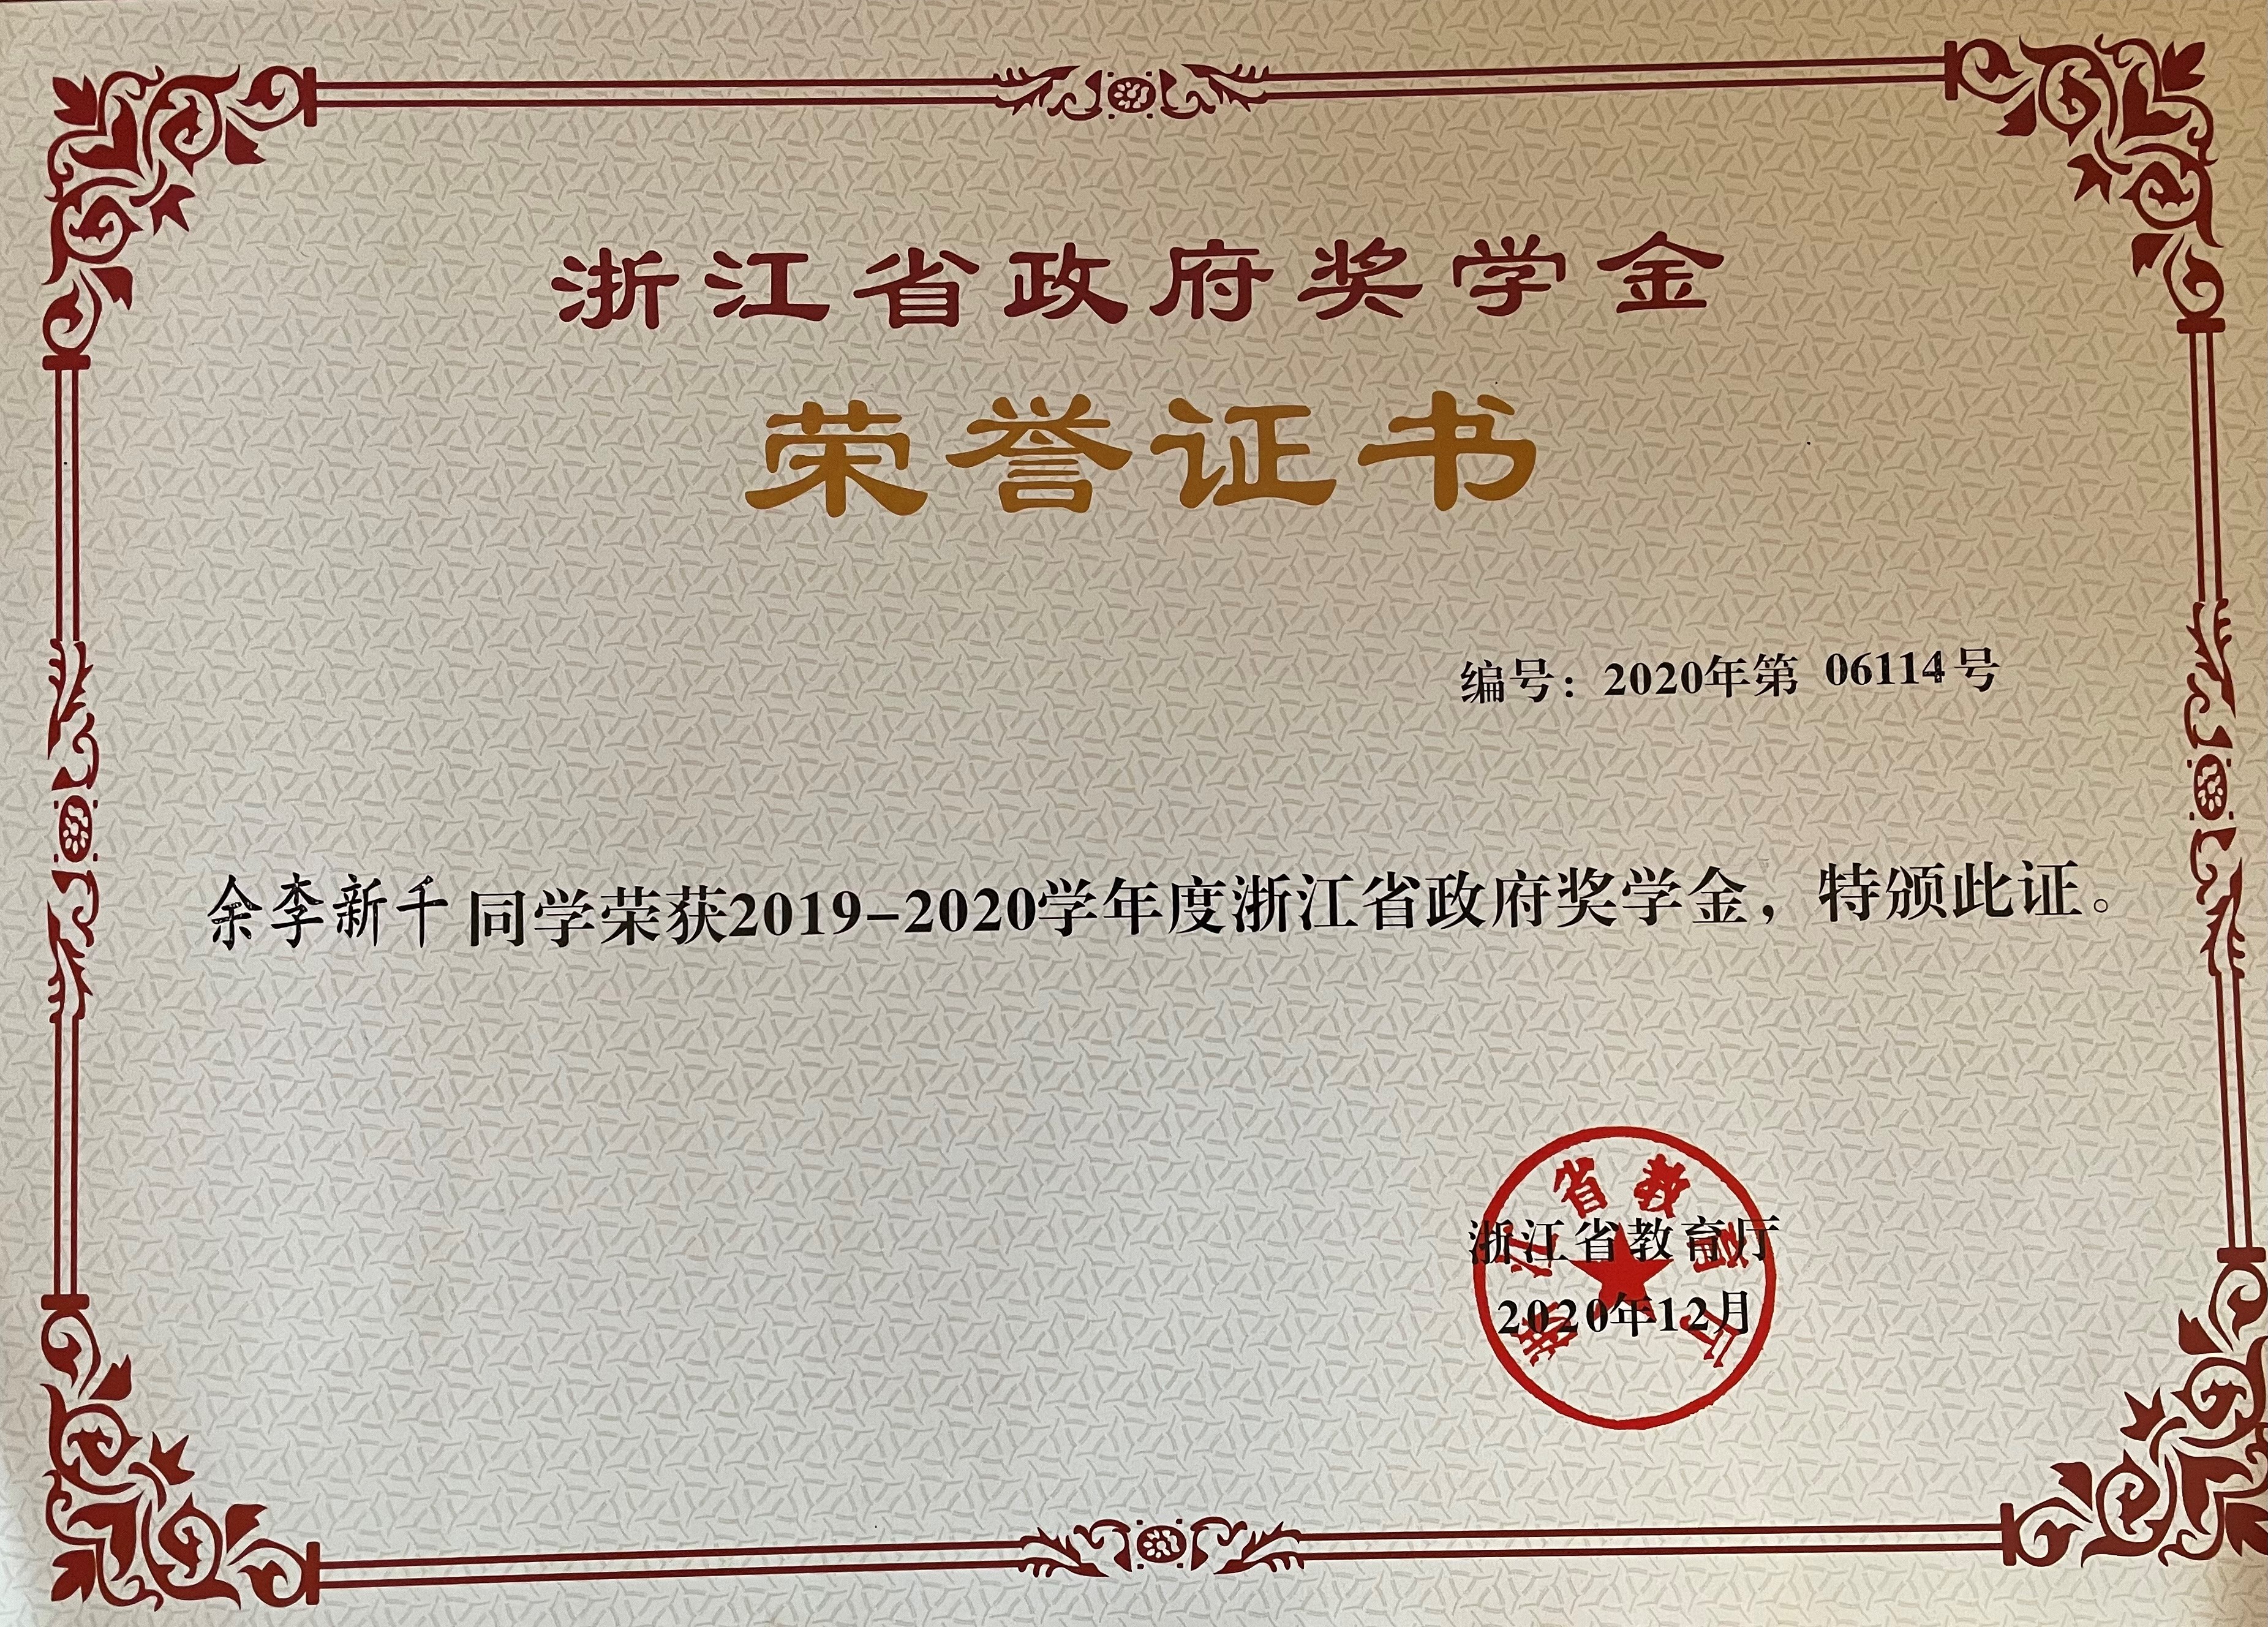 浙江省政府奖学金
荣誉证书
编号：2020年第 06114号
余李新千同学荣获2019-2020学年度浙江省政府奖学金，特颁此证。
浙江省教育厅
浙江省教育厅
2020年12月